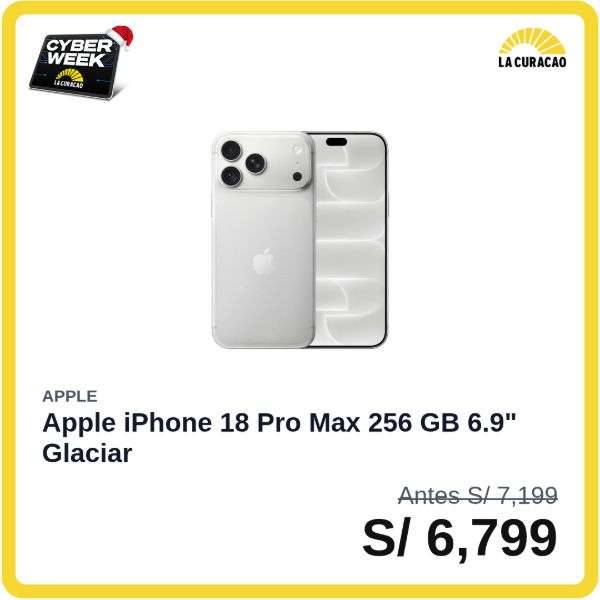 CYBER
WEEK
LA CURACAO
LA CURACAO
APPLE
Apple iPhone 18 Pro Max 256 GB 6.9"
Glaciar
Antes S/ 7,199
S/ 6,799